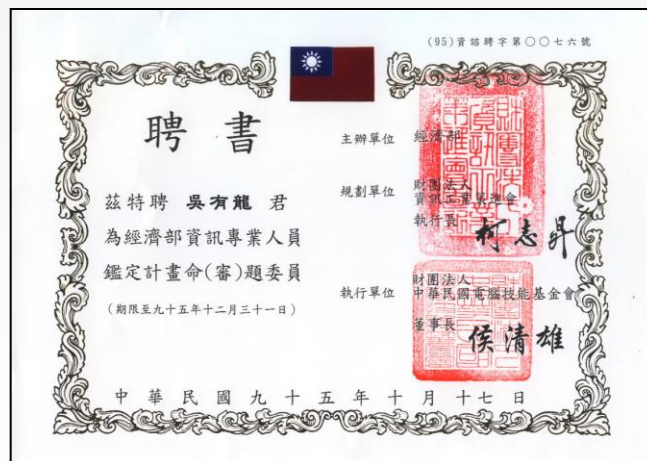 (95)資諮聘字第〇〇七六號
聘書
茲特聘 吳有龍 君
為經濟部資訊專業人員
鑑定計畫命(審)題委員
(期限至九十五年十二月三十一日)
主辦單位 經濟部
規劃單位 財團法人
資訊工業策進會
執行長 柯志昇
執行單位 財團法人
中華民國電腦技能基金會
董事長 侯清雄
中華民國九十五年十月十七日